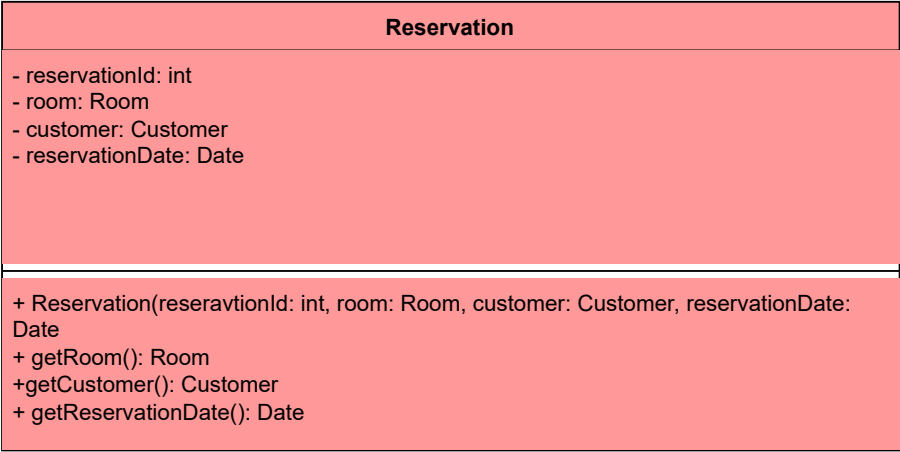 Reservation
- reservationId: int
- room: Room
- customer: Customer
- reservationDate: Date
+ Reservation(reseravtionId: int, room: Room, customer: Customer, reservationDate:
Date
+ getRoom(): Room
+getCustomer(): Customer
+ getReservationDate(): Date